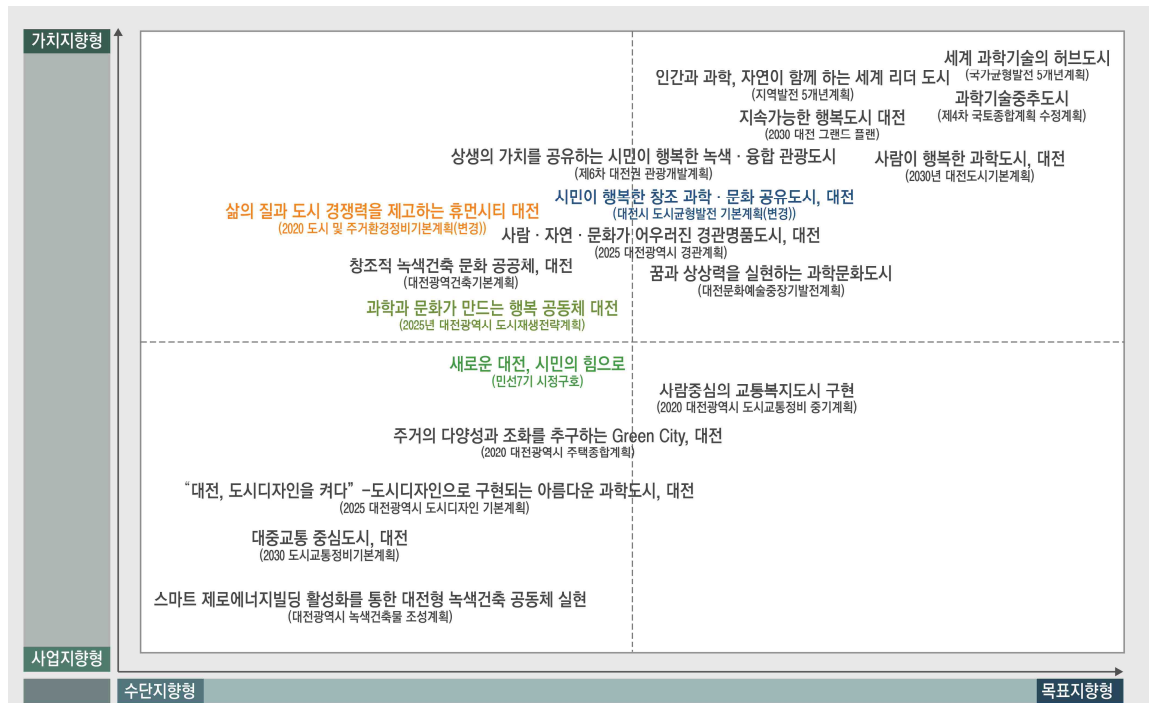 가치지향형
세계 과학기술의 허브도시
(국가균형발전 5개년계획)
인간과 과학, 자연이 함께 하는 세계 리더 도시
(지역발전 5개년계획)
과학기술중추도시
(제4차 국토종합계획 수정계획)
지속가능한 행복도시 대전
(2030 대전 그랜드 플랜)
상생의 가치를 공유하는 시민이 행복한 녹색 · 융합 관광도시
(제6차 대전권 관광개발계획)
사람이 행복한 과학도시, 대전
(2030년 대전도시기본계획)
시민이 행복한 창조 과학 · 문화 공유도시, 대전
(대전시 도시균형발전 기본계획(변경))
삶의 질과 도시 경쟁력을 제고하는 휴먼시티 대전
(2020 도시 및 주거환경정비기본계획(변경))
사람 · 자연 · 문화가 어우러진 경관명품도시, 대전
(2025 대전광역시 경관계획)
창조적 녹색건축 문화 공공체, 대전
(대전광역건축기본계획)
꿈과 상상력을 실현하는 과학문화도시
(대전문화예술중장기발전계획)
과학과 문화가 만드는 행복 공동체 대전
(2025년 대전광역시 도시재생전략계획)
새로운 대전, 시민의 힘으로
(민선7기 시정구호)
사람중심의 교통복지도시 구현
(2020 대전광역시 도시교통정비 중기계획)
주거의 다양성과 조화를 추구하는 Green City, 대전
(2020 대전광역시 주택종합계획)
“대전, 도시디자인을 켜다” -도시디자인으로 구현되는 아름다운 과학도시, 대전
(2025 대전광역시 도시디자인 기본계획)
대중교통 중심도시, 대전
(2030 도시교통정비기본계획)
스마트 제로에너지빌딩 활성화를 통한 대전형 녹색건축 공동체 실현
(대전광역시 녹색건축물 조성계획)
사업지향형
수단지향형
목표지향형